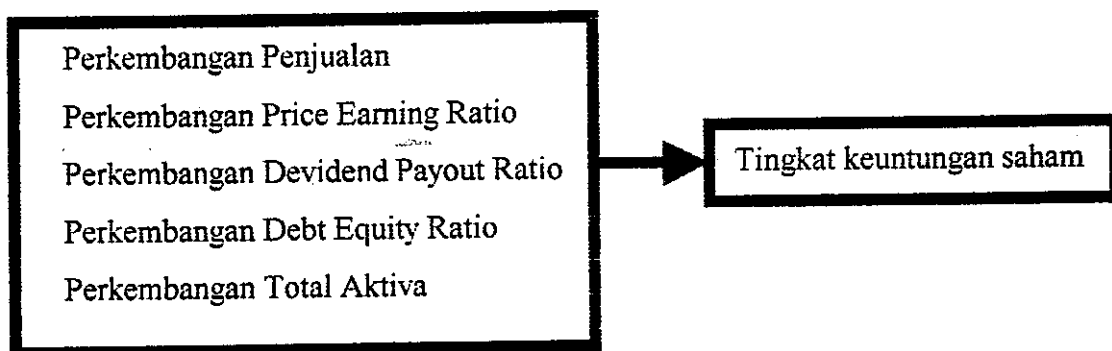 Perkembangan Penjualan
Perkembangan Price Earning Ratio
Perkembangan Devidend Payout Ratio
Perkembangan Debt Equity Ratio
Perkembangan Total Aktiva
Tingkat keuntungan saham